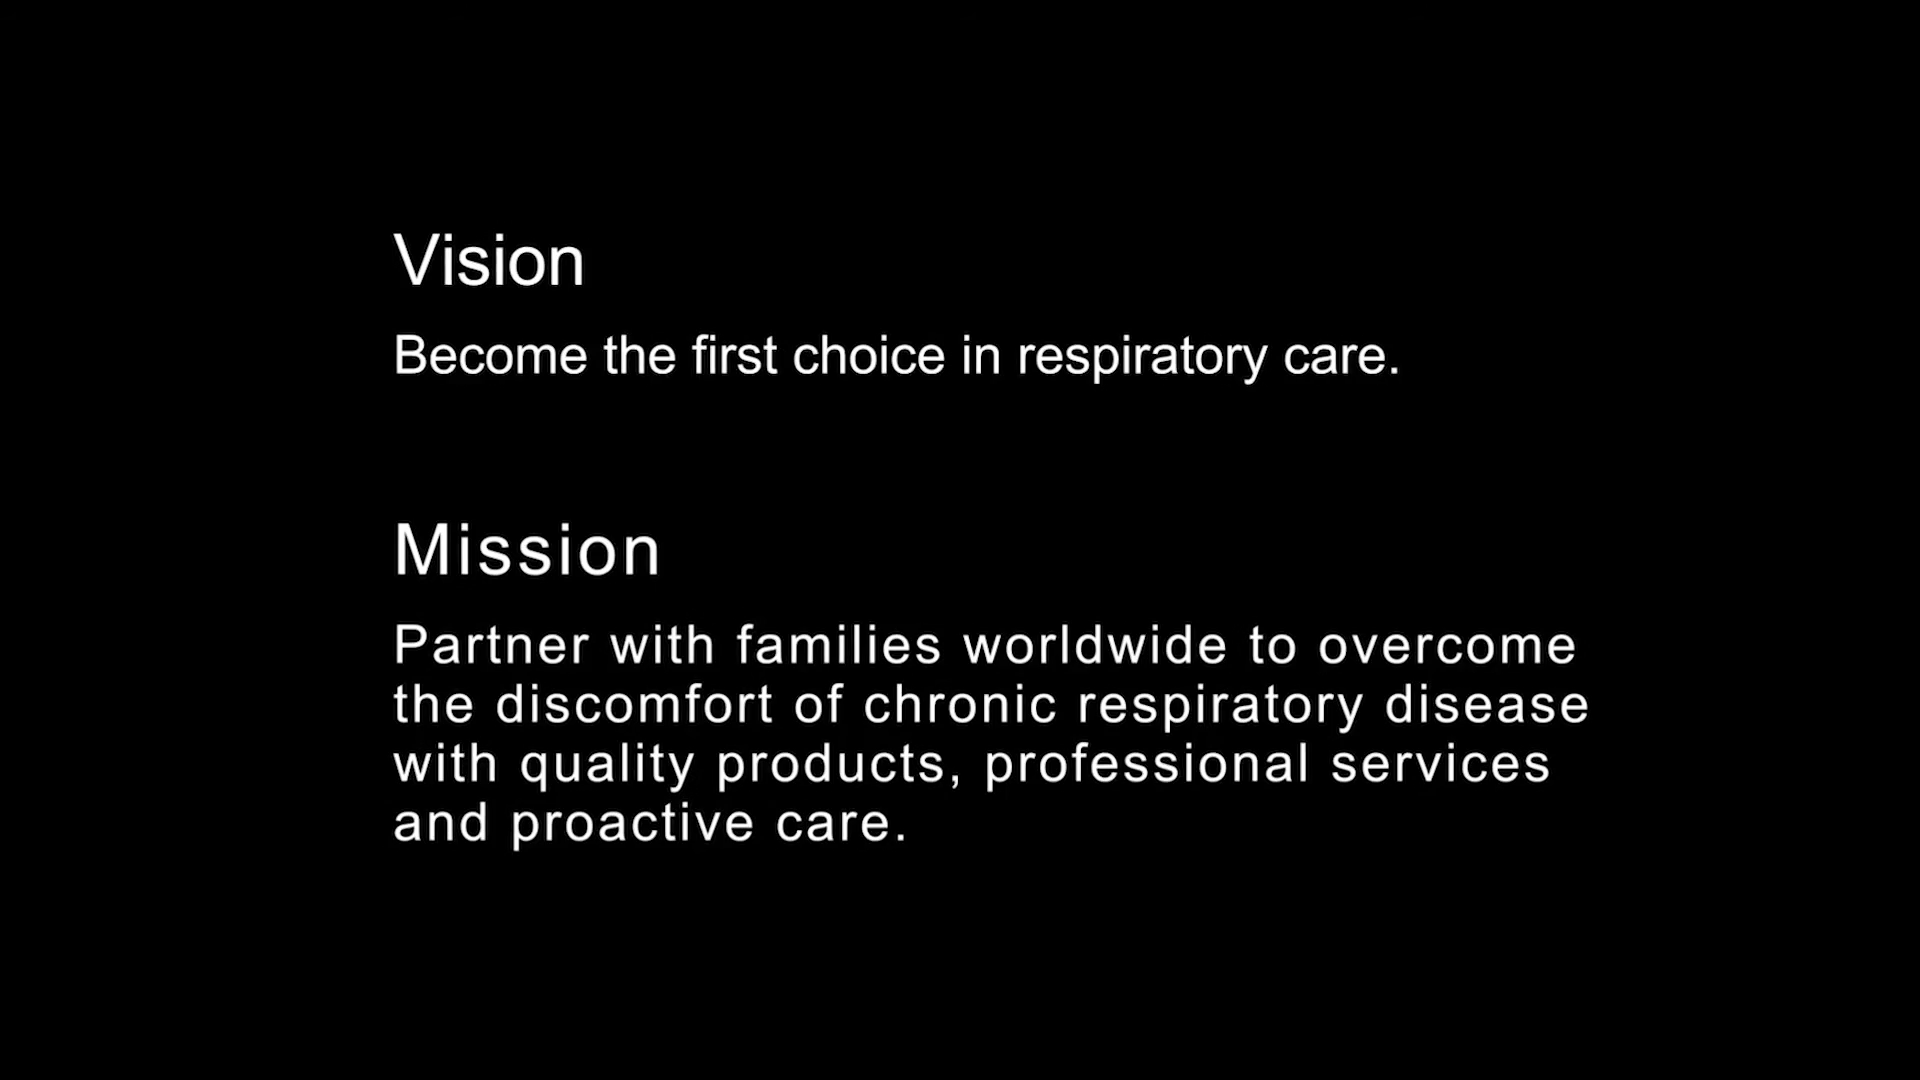 Vision
Become the first choice in respiratory care.
Mission
Partner with families worldwide to overcome
the discomfort of chronic respiratory disease
with quality products, professional services
and proactive care.